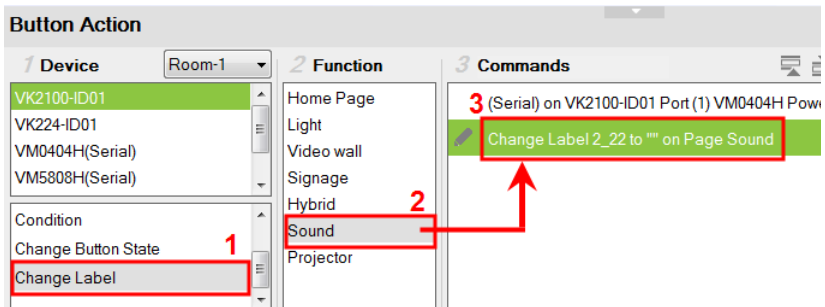 Button Action
1 Device
Room-1
VK2100-ID01
VK224-ID01
VM0404H(Serial)
VM5808H(Serial)
Condition
Change Button State
1
Change Label
2 Function
Home Page
Light
Video wall
Signage
Hybrid
2
Sound
Projector
3 Commands
3 (Serial) on VK2100-ID01 Port (1) VM0404H Powe
Change Label 2_22 to "" on Page Sound